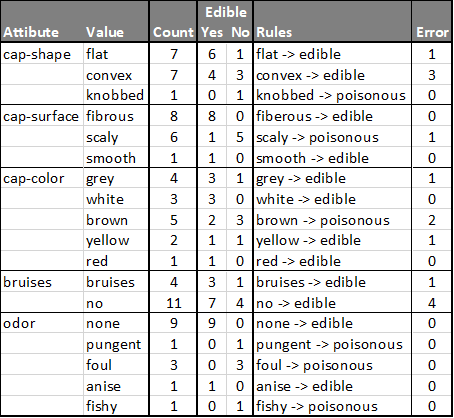 Edible
Attibute Value Count Yes No Rules Error
cap-shape flat 7 6 1 flat -> edible 1
convex 7 4 3 convex -> edible 3
knobbed 1 0 1 knobbed -> poisonous 0
cap-surface fibrous 8 8 0 fiberous -> edible 0
scaly 6 1 5 scaly -> poisonous 1
smooth 1 1 0 smooth -> edible 0
cap-color grey 4 3 1 grey -> edible 1
white 3 3 0 white -> edible 0
brown 5 2 3 brown -> poisonous 2
yellow 2 1 1 yellow -> edible 1
red 1 1 0 red -> edible 0
bruises bruises 4 3 1 bruises -> edible 1
no 11 7 4 no -> edible 4
odor none 9 9 0 none -> edible 0
pungent 1 0 1 pungent -> poisonous 0
foul 3 0 3 foul -> poisonous 0
anise 1 1 0 anise -> edible 0
fishy 1 0 1 fishy -> poisonous 0